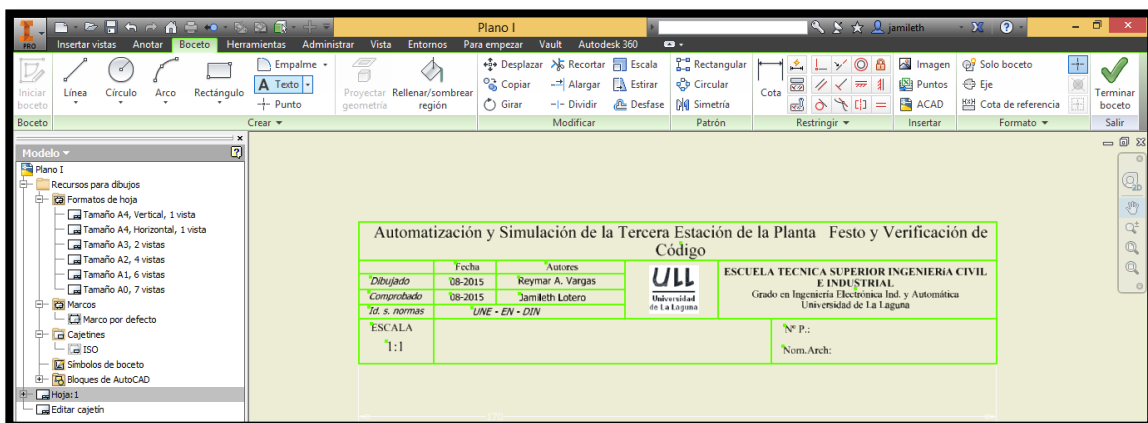 PRO
Plano I
jamileth
Insertar vistas Anotar Boceto Herramientas Administrar Vista Entornos Para empezar Vault Autodesk 360
Iniciar boceto
Línea
Círculo
Arco
Rectángulo
Empalme
A Texto
Punto
Proyectar geometría
Rellenar/sombrear región
Desplazar Recortar Escala
Copiar Alargar Estirar
Girar Dividir Desfase
Rectangular
Circular
Simetría
Cota
Imagen
Puntos
ACAD
Solo boceto
Eje
Cota de referencia
Terminar boceto
Boceto Crear Modificar Patrón Restringir Insertar Formato Salir
Modelo
Plano I
Recursos para dibujos
Formatos de hoja
Tamaño A4, Vertical, 1 vista
Tamaño A4, Horizontal, 1 vista
Tamaño A3, 2 vistas
Tamaño A2, 4 vistas
Tamaño A1, 6 vistas
Tamaño A0, 7 vistas
Marcos
Marco por defecto
Cajetines
ISO
Símbolos de boceto
Bloques de AutoCAD
Hoja:1
Editar cajetín
2D
Automatización y Simulación de la Tercera Estación de la Planta Festo y Verificación de
Código
Fecha Autores
Dibujado 08-2015 Reymar A. Vargas
Comprobado 08-2015 Jamileth Lotero
Id. s. normas UNE - EN - DIN
ULL
Universidad
de La Laguna
ESCUELA TECNICA SUPERIOR INGENIERíA CIVIL
E INDUSTRIAL
Grado en Ingeniería Electrónica Ind. y Automática
Universidad de La Laguna
ESCALA
1:1
Nº P.:
Nom.Arch:
170